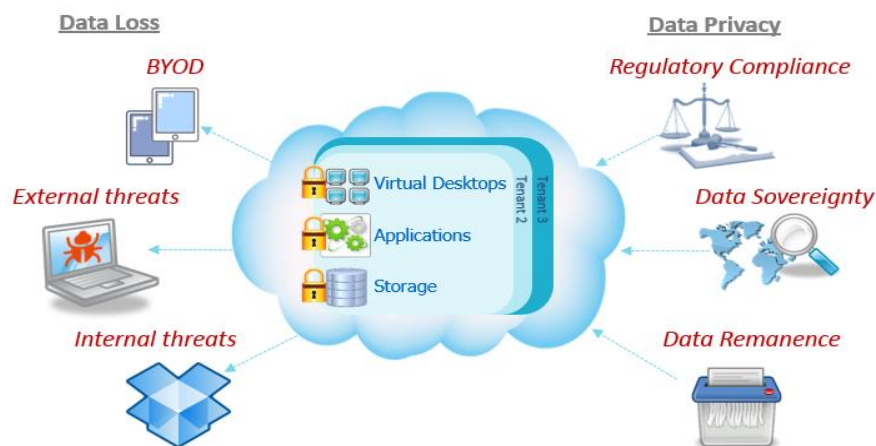 Data Loss
Data Privacy
BYOD
Regulatory Compliance
External threats
Virtual Desktops
Applications
Storage
Tenant 2
Tenant 3
Data Sovereignty
Internal threats
Data Remanence